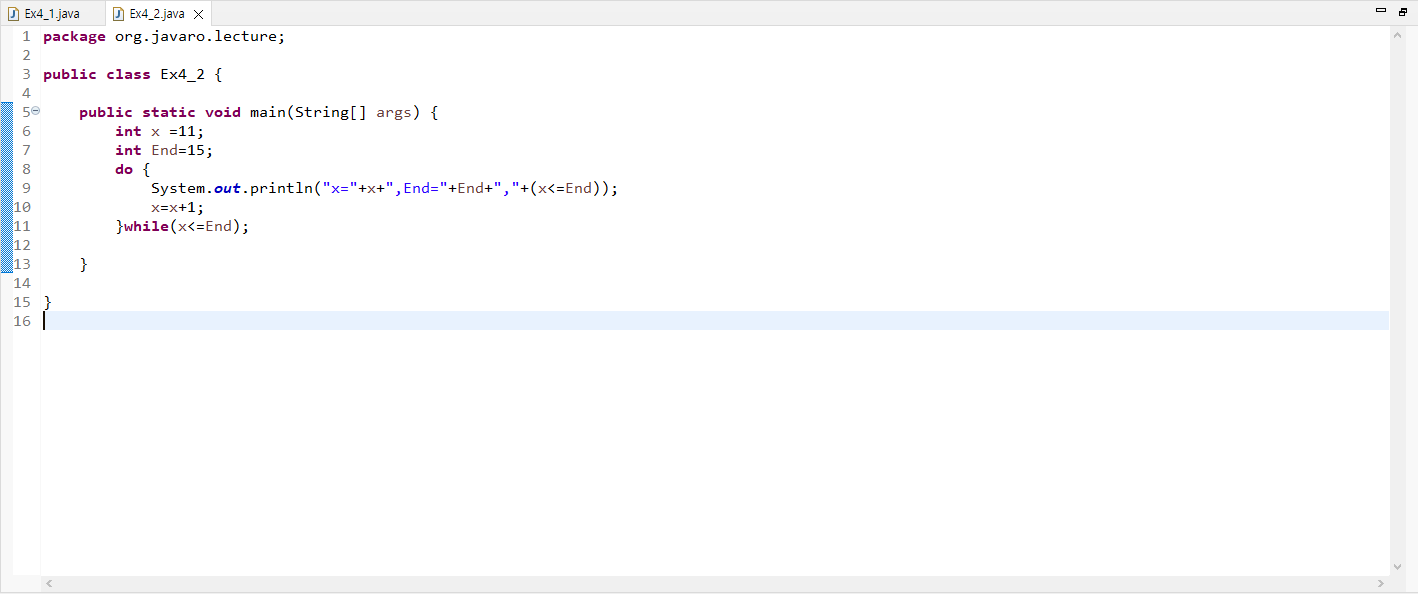 Ex4_1.java Ex4_2.java
1 package org.javaro.lecture;
2
3 public class Ex4_2 {
4
5 public static void main(String[] args) {
6 int x =11;
7 int End=15;
8 do {
9 System.out.println("x="+x+",End="+End+","+(x<=End));
10 x=x+1;
11 }while(x<=End);
12
13 }
14
15 }
16